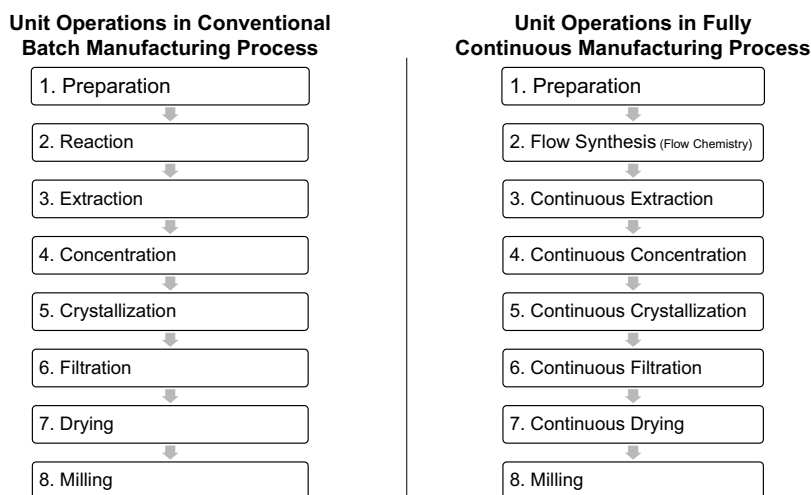 Unit Operations in Conventional
Batch Manufacturing Process
1. Preparation
2. Reaction
3. Extraction
4. Concentration
5. Crystallization
6. Filtration
7. Drying
8. Milling
Unit Operations in Fully
Continuous Manufacturing Process
1. Preparation
2. Flow Synthesis (Flow Chemistry)
3. Continuous Extraction
4. Continuous Concentration
5. Continuous Crystallization
6. Continuous Filtration
7. Continuous Drying
8. Milling